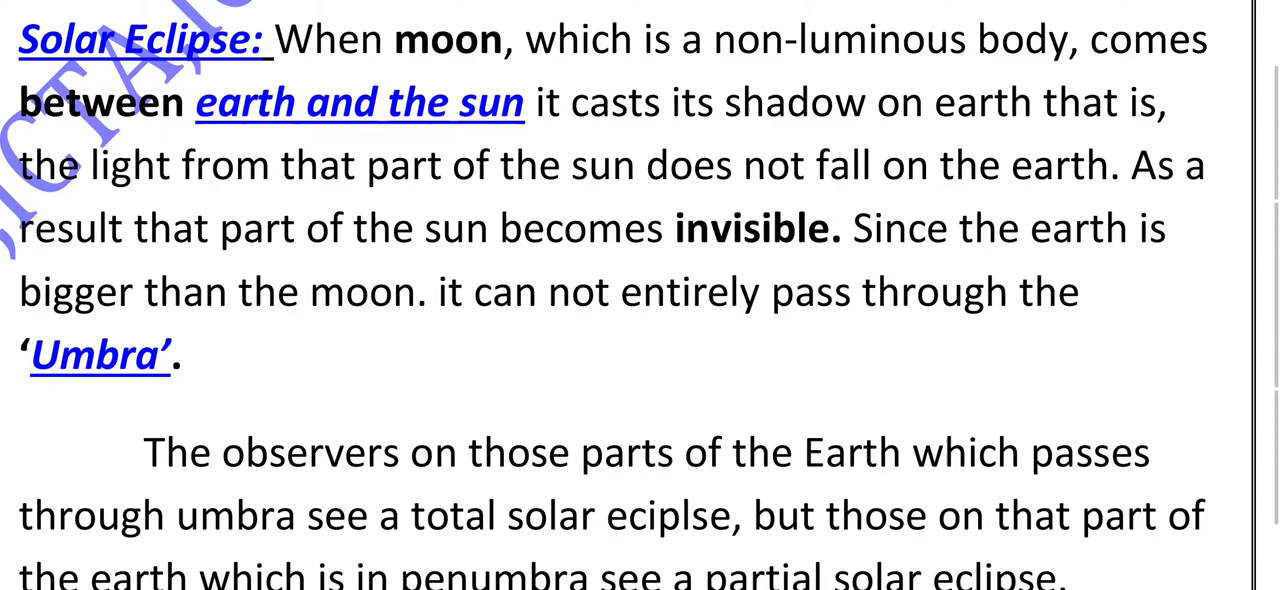 Solar Eclipse: When moon, which is a non-luminous body, comes
between earth and the sun it casts its shadow on earth that is,
the light from that part of the sun does not fall on the earth. As a
result that part of the sun becomes invisible. Since the earth is
bigger than the moon. it can not entirely pass through the
‘Umbra’.
The observers on those parts of the Earth which passes
through umbra see a total solar eciplse, but those on that part of
the earth which is in penumbra see a partial solar eclipse.